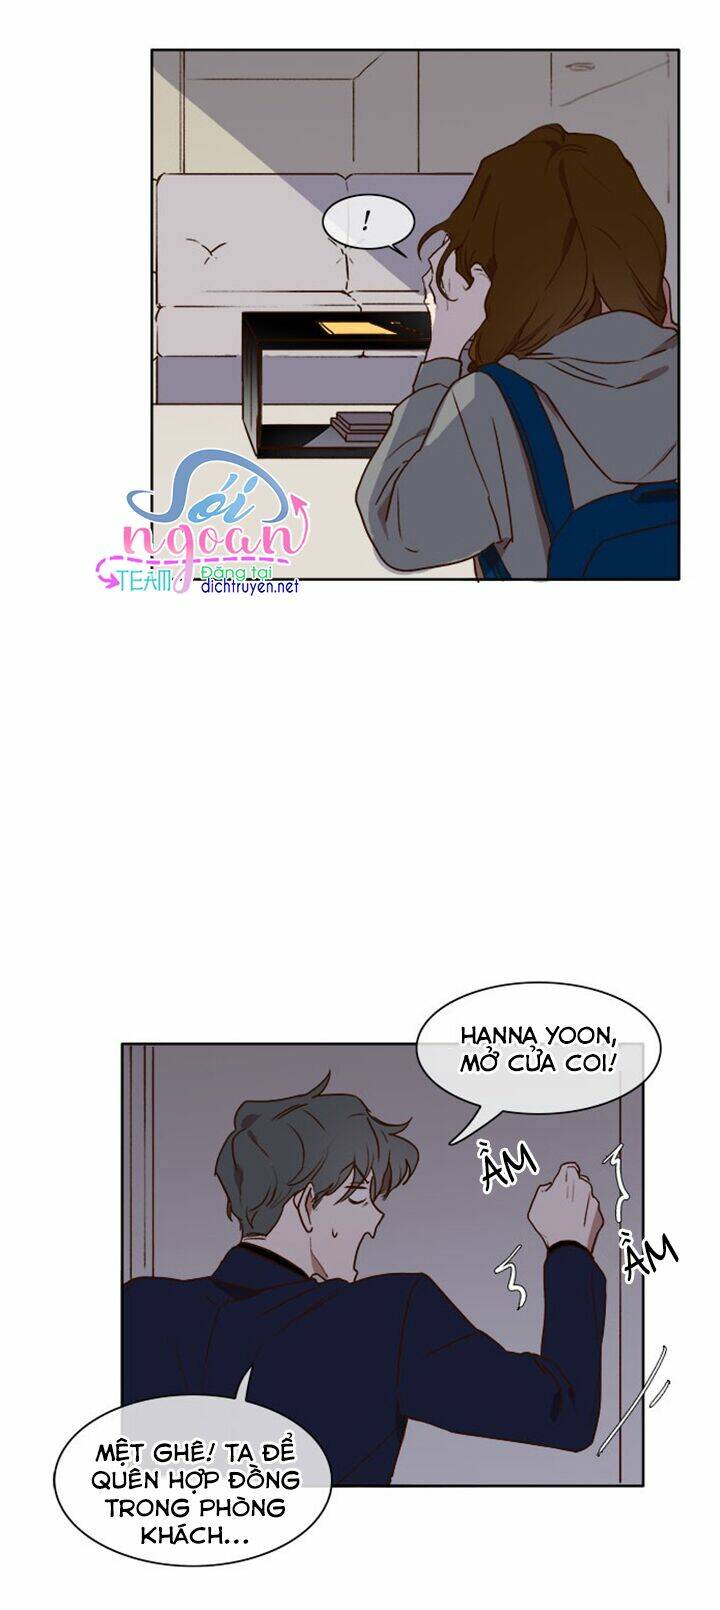 !
Sói
ngoan
TEAM
Đăng tại
dichtruyen.net
HANNA YOON,
MỞ CỬA COI!
ẦM
ẦM
MỆT GHÊ! TA ĐỂ
QUÊN HỢP ĐỒNG
TRONG PHÒNG
KHÁCH...